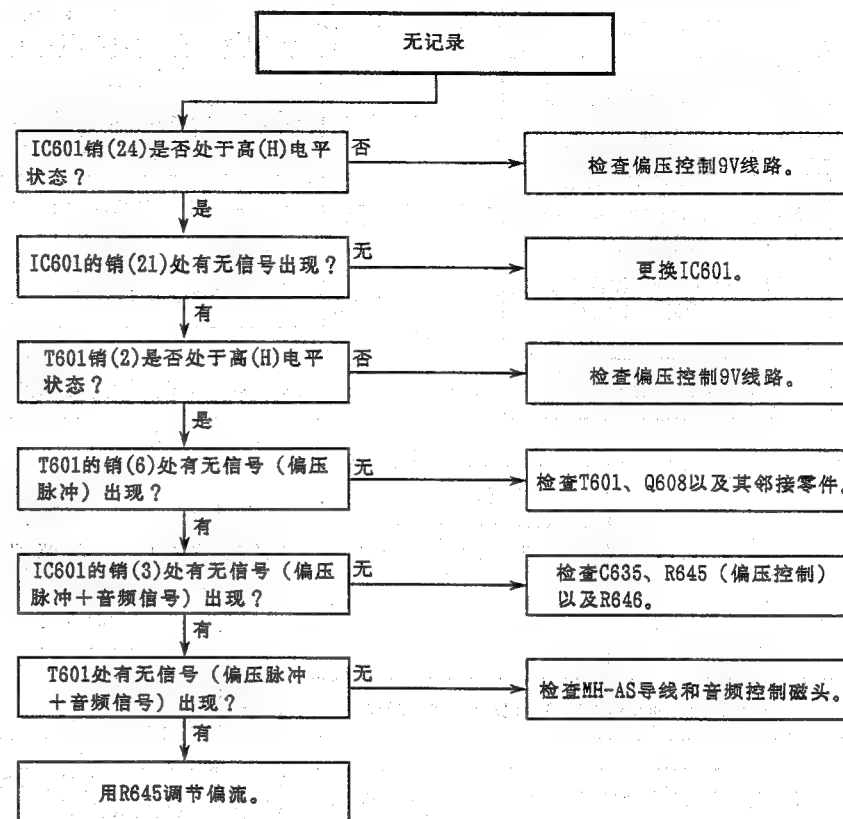 无记录
IC601销(24)是否处于高(H)电平
状态？
否
检查偏压控制9V线路。
是
IC601的销(21)处有无信号出现？
无
更换IC601。
有
T601销(2)是否处于高(H)电平
状态？
否
检查偏压控制9V线路。
是
T601的销(6)处有无信号（偏压
脉冲）出现？
无
检查T601、Q608以及其邻接零件。
有
IC601的销(3)处有无信号（偏压
脉冲＋音频信号）出现？
无
检查C635、R645（偏压控制）
以及R646。
有
T601处有无信号（偏压脉冲
＋音频信号）出现？
无
检查MH-AS导线和音频控制磁头。
有
用R645调节偏流。